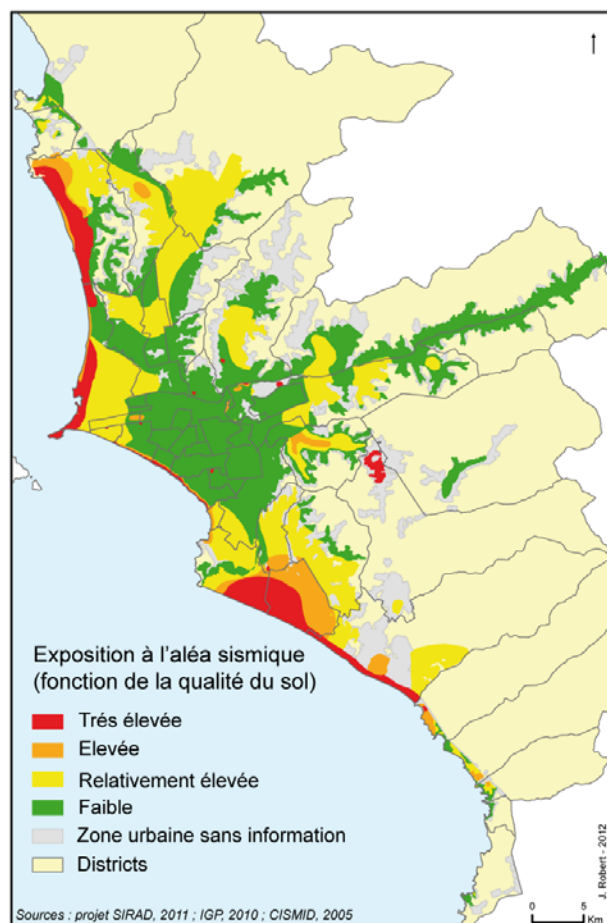 Exposition à l'aléa sismique
(fonction de la qualité du sol)
Trés élevée
Elevée
Relativement élevée
Faible
Zone urbaine sans information
Districts
Sources : projet SIRAD, 2011 ; IGP, 2010 ; CISMID, 2005
0 5
Km
J. Robert - 2012